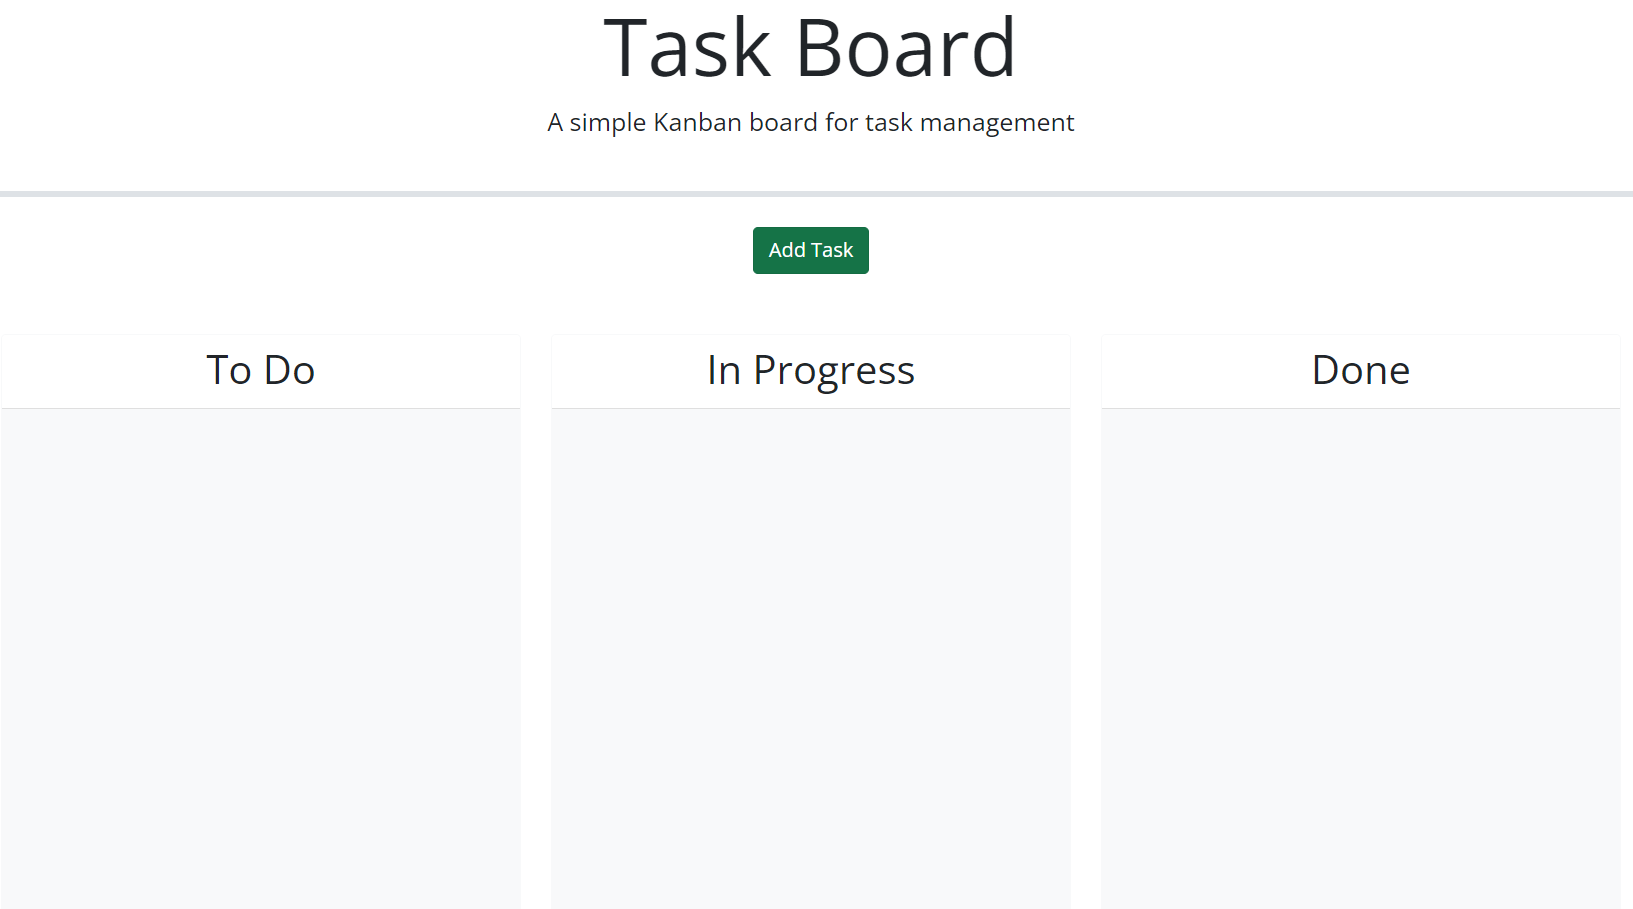 Task Board
A simple Kanban board for task management
Add Task
To Do
In Progress
Done